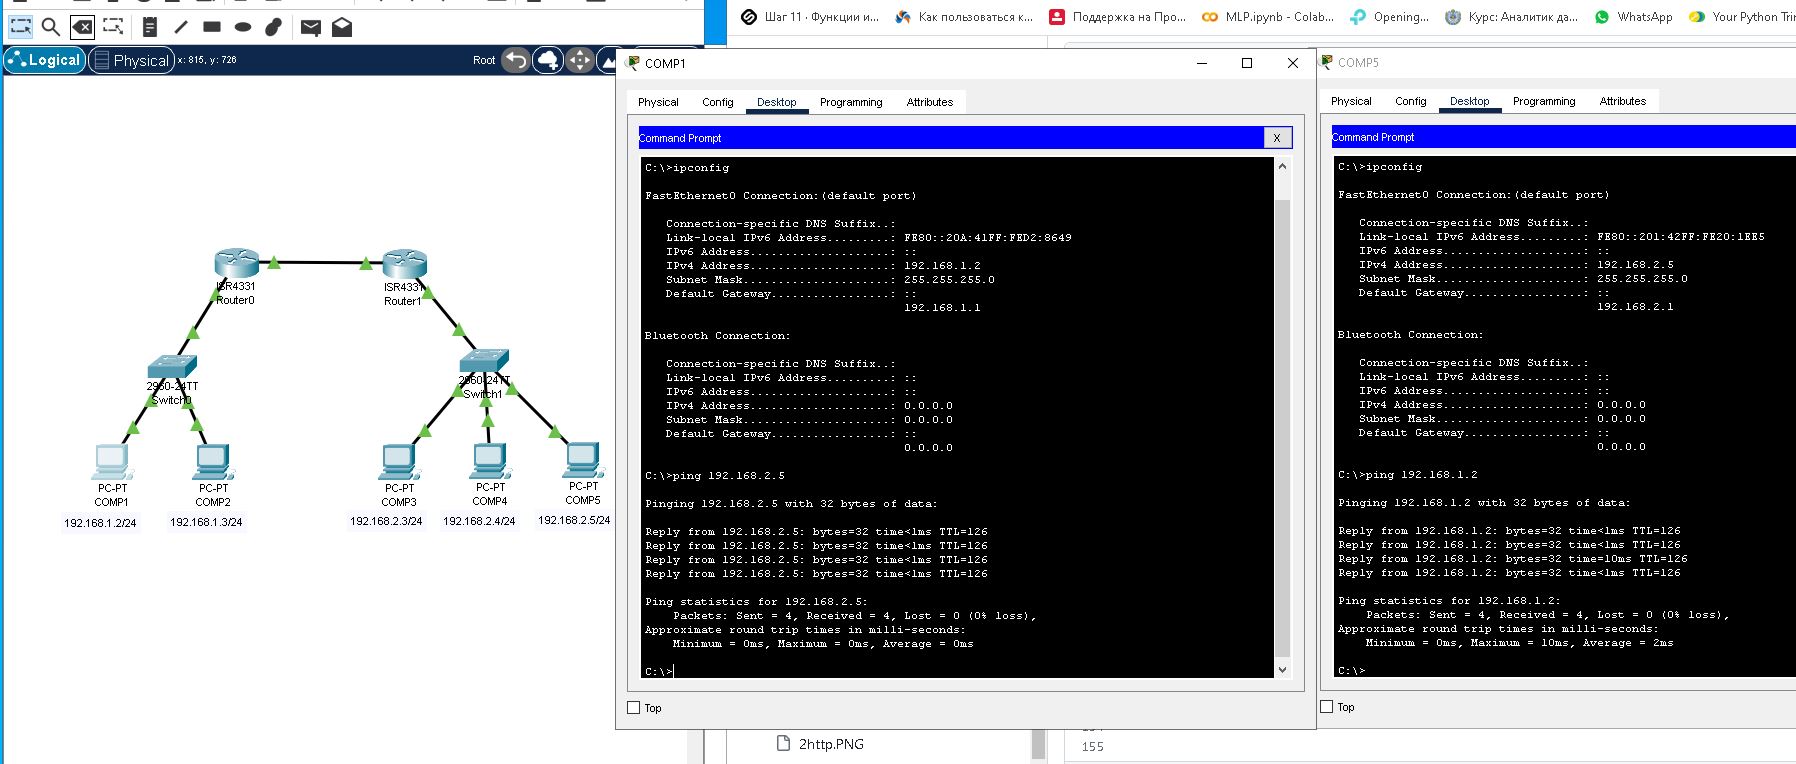 Шаг 11 · Функции и...
Как пользоваться к...
Поддержка на Про...
MLP.ipynb - Colab...
Opening...
Курс: Аналитик да...
WhatsApp
Your Python Tri
Logical
Physical
x: 815, y: 726
Root
COMP1
Physical
Config
Desktop
Programming
Attributes
Command Prompt
X
C:\>ipconfig
FastEthernet0 Connection:(default port)
Connection-specific DNS Suffix..:
Link-local IPv6 Address.........: FE80::20A:41FF:FED2:8649
IPv6 Address....................: ::
IPv4 Address....................: 192.168.1.2
Subnet Mask.....................: 255.255.255.0
Default Gateway.................: ::
192.168.1.1
Bluetooth Connection:
Connection-specific DNS Suffix..:
Link-local IPv6 Address.........: ::
IPv6 Address....................: ::
IPv4 Address....................: 0.0.0.0
Subnet Mask.....................: 0.0.0.0
Default Gateway.................: ::
0.0.0.0
C:\>ping 192.168.2.5
Pinging 192.168.2.5 with 32 bytes of data:
Reply from 192.168.2.5: bytes=32 time<1ms TTL=126
Reply from 192.168.2.5: bytes=32 time<1ms TTL=126
Reply from 192.168.2.5: bytes=32 time<1ms TTL=126
Reply from 192.168.2.5: bytes=32 time<1ms TTL=126
Ping statistics for 192.168.2.5:
Packets: Sent = 4, Received = 4, Lost = 0 (0% loss),
Approximate round trip times in milli-seconds:
Minimum = 0ms, Maximum = 0ms, Average = 0ms
C:\>
Top
COMP5
Physical
Config
Desktop
Programming
Attributes
Command Prompt
C:\>ipconfig
FastEthernet0 Connection:(default port)
Connection-specific DNS Suffix..:
Link-local IPv6 Address.........: FE80::201:42FF:FE20:1EE5
IPv6 Address....................: ::
IPv4 Address....................: 192.168.2.5
Subnet Mask.....................: 255.255.255.0
Default Gateway.................: ::
192.168.2.1
Bluetooth Connection:
Connection-specific DNS Suffix..:
Link-local IPv6 Address.........: ::
IPv6 Address....................: ::
IPv4 Address....................: 0.0.0.0
Subnet Mask.....................: 0.0.0.0
Default Gateway.................: ::
0.0.0.0
C:\>ping 192.168.1.2
Pinging 192.168.1.2 with 32 bytes of data:
Reply from 192.168.1.2: bytes=32 time<1ms TTL=126
Reply from 192.168.1.2: bytes=32 time<1ms TTL=126
Reply from 192.168.1.2: bytes=32 time=10ms TTL=126
Reply from 192.168.1.2: bytes=32 time<1ms TTL=126
Ping statistics for 192.168.1.2:
Packets: Sent = 4, Received = 4, Lost = 0 (0% loss),
Approximate round trip times in milli-seconds:
Minimum = 0ms, Maximum = 10ms, Average = 2ms
C:\>
Top
ISR4331
Router0
ISR4331
Router1
2960-24TT
Switch0
2960-24TT
Switch1
PC-PT
COMP1
PC-PT
COMP2
PC-PT
COMP3
PC-PT
COMP4
PC-PT
COMP5
192.168.1.2/24
192.168.1.3/24
192.168.2.3/24
192.168.2.4/24
192.168.2.5/24
2http.PNG
155